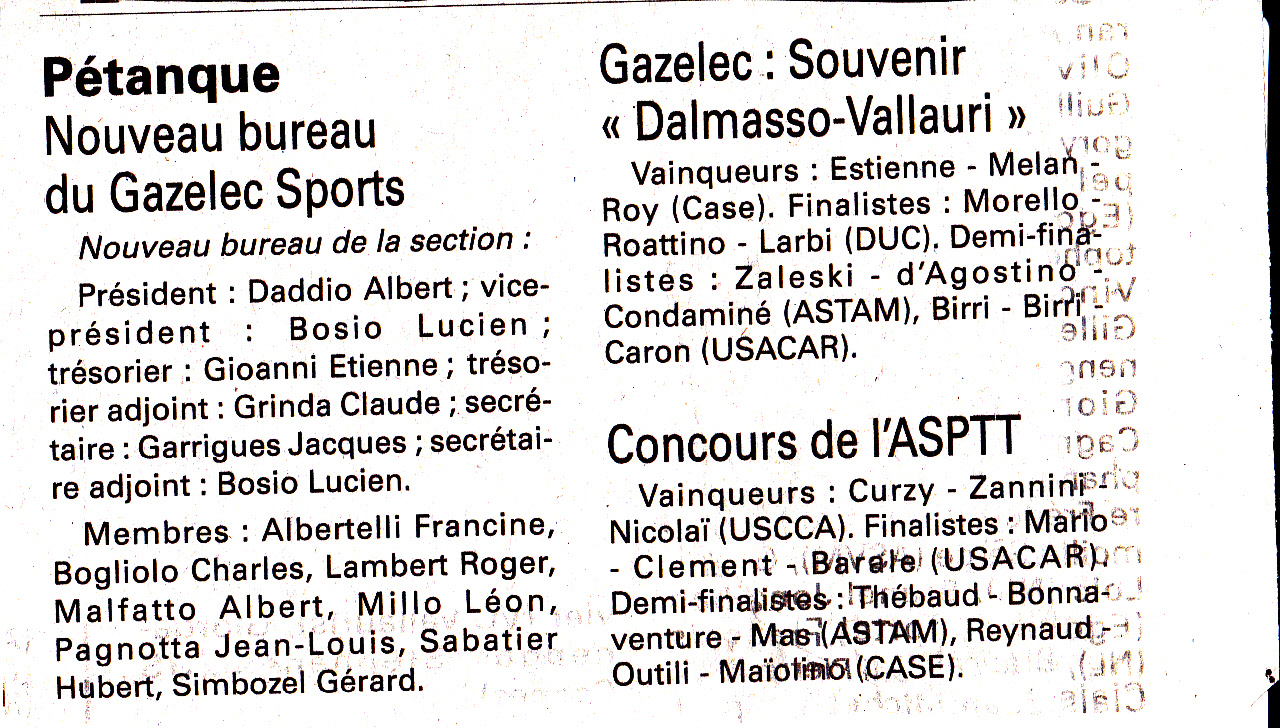 Pétanque
Nouveau bureau
du Gazelec Sports
Nouveau bureau de la section :
Président : Daddio Albert ; vice-
président : Bosio Lucien ;
trésorier : Gioanni Etienne ; tréso-
rier adjoint : Grinda Claude ; secré-
taire : Garrigues Jacques ; secrétai-
re adjoint : Bosio Lucien.
Membres : Albertelli Francine,
Bogliolo Charles, Lambert Roger,
Malfatto Albert, Millo Léon,
Pagnotta Jean-Louis, Sabatier
Hubert, Simbozel Gérard.
Gazelec : Souvenir
« Dalmasso-Vallauri »
Vainqueurs : Estienne - Melan -
Roy (Case). Finalistes : Morello -
Roattino - Larbi (DUC). Demi-fina-
listes : Zaleski - d'Agostino -
Condaminé (ASTAM), Birri - Birri -
Caron (USACAR).
Concours de l'ASPTT
Vainqueurs : Curzy - Zannini -
Nicolaï (USCCA). Finalistes : Mario
- Clement - Barale (USACAR).
Demi-finalistes : Thébaud - Bonna-
venture - Mas (ASTAM), Reynaud -
Outili - (CASE).